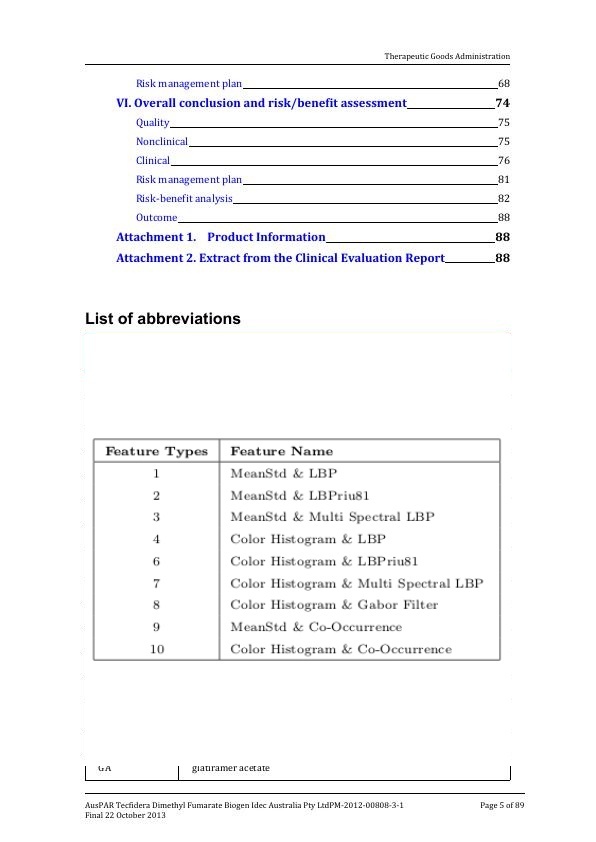 Therapeutic Goods Administration
Risk management plan 68
VI. Overall conclusion and risk/benefit assessment 74
Quality 75
Nonclinical 75
Clinical 76
Risk management plan 81
Risk-benefit analysis 82
Outcome 88
Attachment 1. Product Information 88
Attachment 2. Extract from the Clinical Evaluation Report 88
List of abbreviations
Feature Types Feature Name
1 MeanStd & LBP
2 MeanStd & LBPriu81
3 MeanStd & Multi Spectral LBP
4 Color Histogram & LBP
6 Color Histogram & LBPriu81
7 Color Histogram & Multi Spectral LBP
8 Color Histogram & Gabor Filter
9 MeanStd & Co-Occurrence
10 Color Histogram & Co-Occurrence
GA glatiramer acetate
AusPAR Tecfidera Dimethyl Fumarate Biogen Idec Australia Pty LtdPM-2012-00808-3-1 Page 5 of 89
Final 22 October 2013